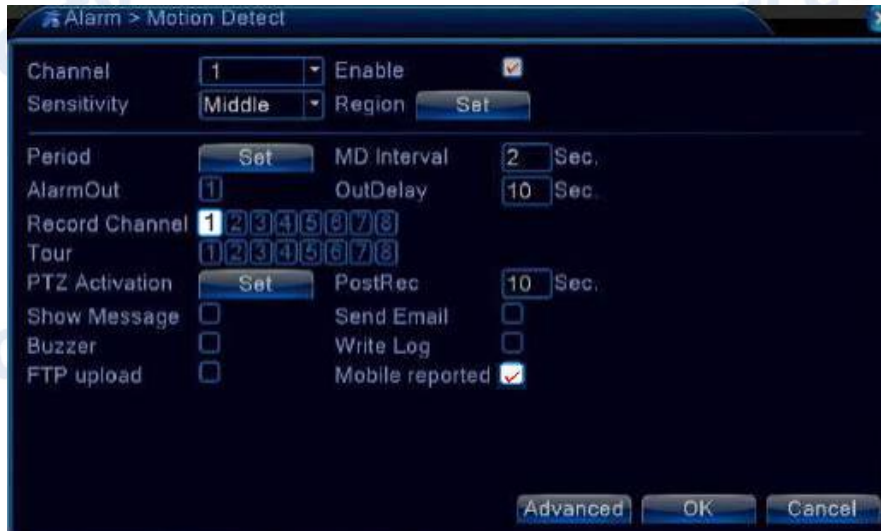 Alarm > Motion Detect
Channel 1 Enable
Sensitivity Middle Region Set
Period Set MD Interval 2 Sec.
AlarmOut 1 OutDelay 10 Sec.
Record Channel 1 2 3 4 5 6 7 8
Tour 1 2 3 4 5 6 7 8
PTZ Activation Set PostRec 10 Sec.
Show Message Send Email
Buzzer Write Log
FTP upload Mobile reported
Advanced OK Cancel